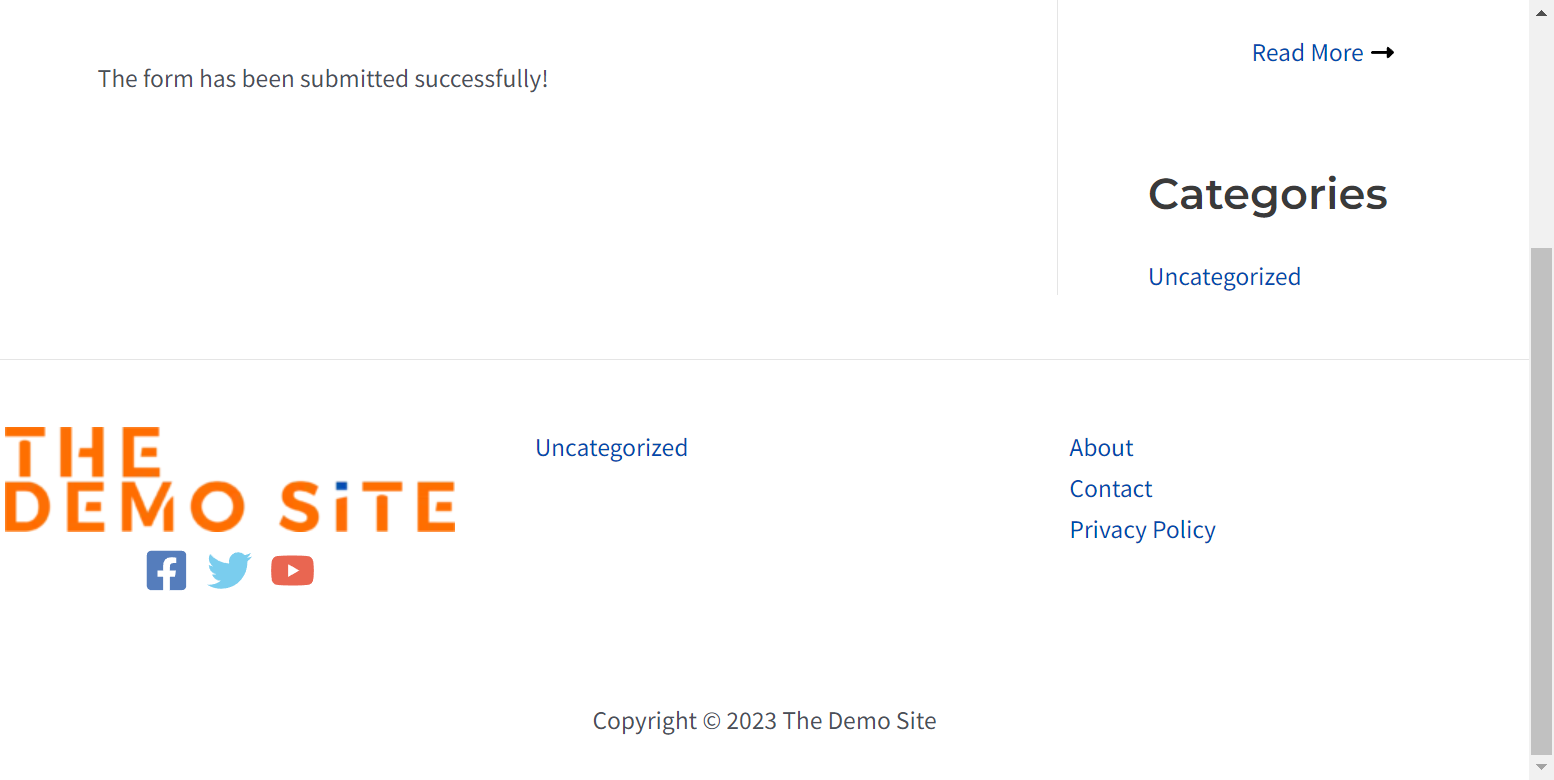 The form has been submitted successfully!
Read More
Categories
Uncategorized
THE
DEMO SiTE
Uncategorized
About
Contact
Privacy Policy
Copyright © 2023 The Demo Site